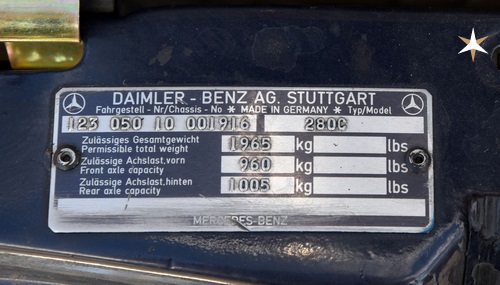 DAIMLER - BENZ AG. STUTTGART
Fahrgestell - Nr/Chassis - No * MADE IN GERMANY * Typ/Model
123 050 10 001916 280C
Zulässiges Gesamtgewicht
Permissible total weight 1965 kg lbs
Zulässige Achslast,vorn
Front axle capacity 960 kg lbs
Zulässige Achslast,hinten
Rear axle capacity 1005 kg lbs
MERCEDES-BENZ